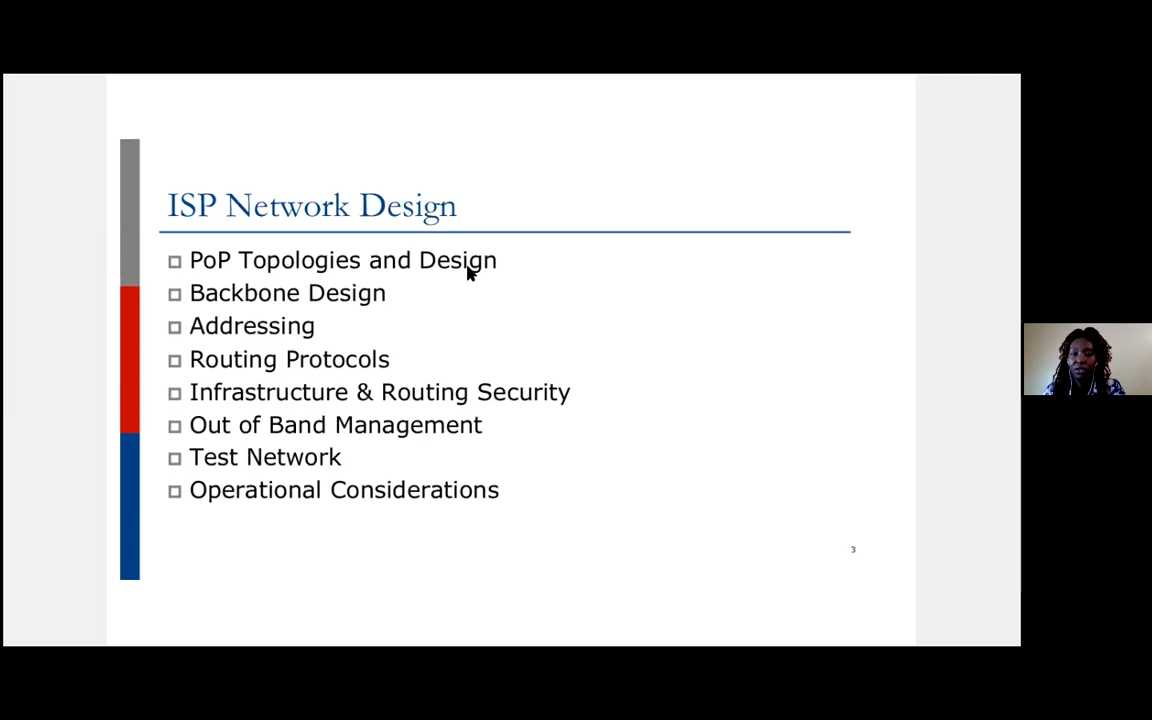 ISP Network Design
PoP Topologies and Design
Backbone Design
Addressing
Routing Protocols
Infrastructure & Routing Security
Out of Band Management
Test Network
Operational Considerations
3